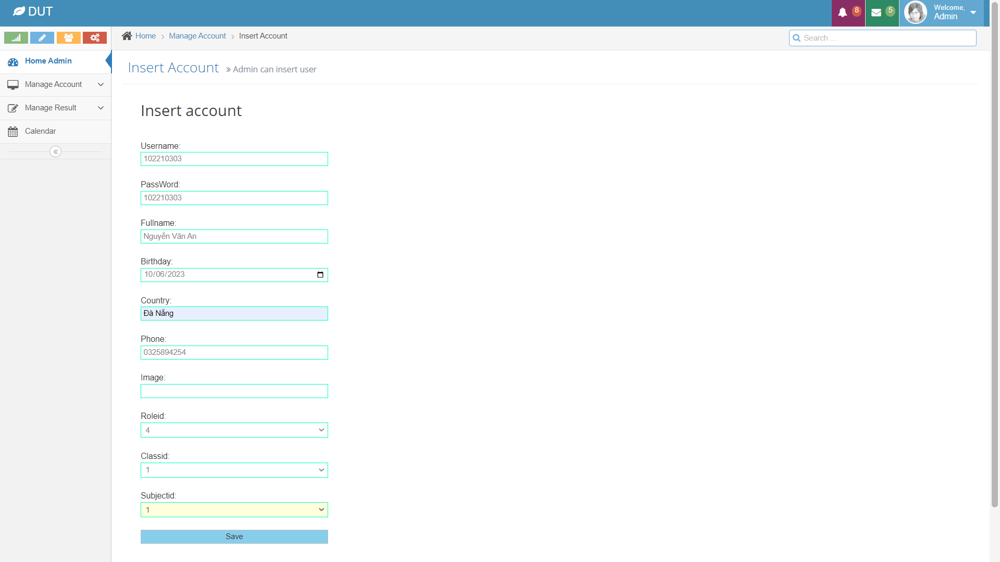 DUT
8
5
Welcome,
Admin
Home
Manage Account
Insert Account
Search ...
Home Admin
Manage Account
Manage Result
Calendar
Insert Account
» Admin can insert user
Insert account
Username:
102210303
PassWord:
102210303
Fullname:
Nguyễn Văn An
Birthday:
10/06/2023
Country:
Đà Nẵng
Phone:
0325894254
Image:
Roleid:
4
Classid:
1
Subjectid:
1
Save